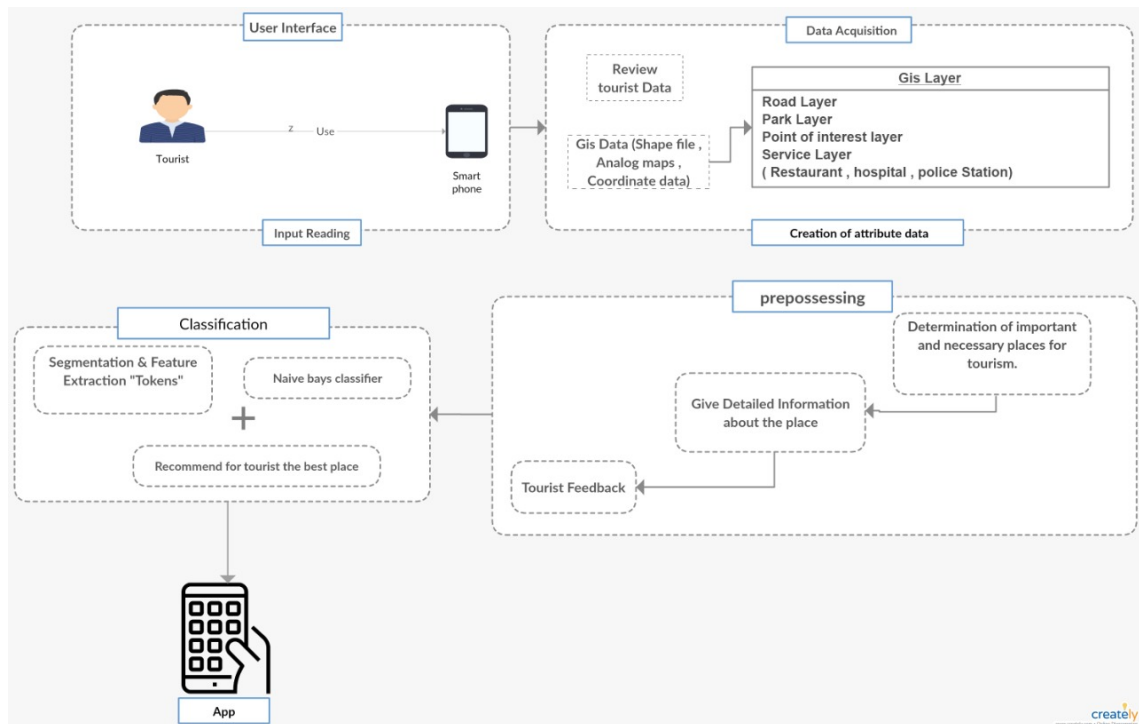 User Interface
Tourist
z
Use
Smart
phone
Input Reading
Data Acquisition
Review
tourist Data
Gis Data (Shape file ,
Analog maps ,
Coordinate data)
Gis Layer
Road Layer
Park Layer
Point of interest layer
Service Layer
( Restaurant , hospital , police Station)
Creation of attribute data
prepossessing
Determination of important
and necessary places for
tourism.
Give Detailed Information
about the place
Tourist Feedback
Classification
Segmentation & Feature
Extraction "Tokens"
Naive bays classifier
+
Recommend for tourist the best place
App
creately